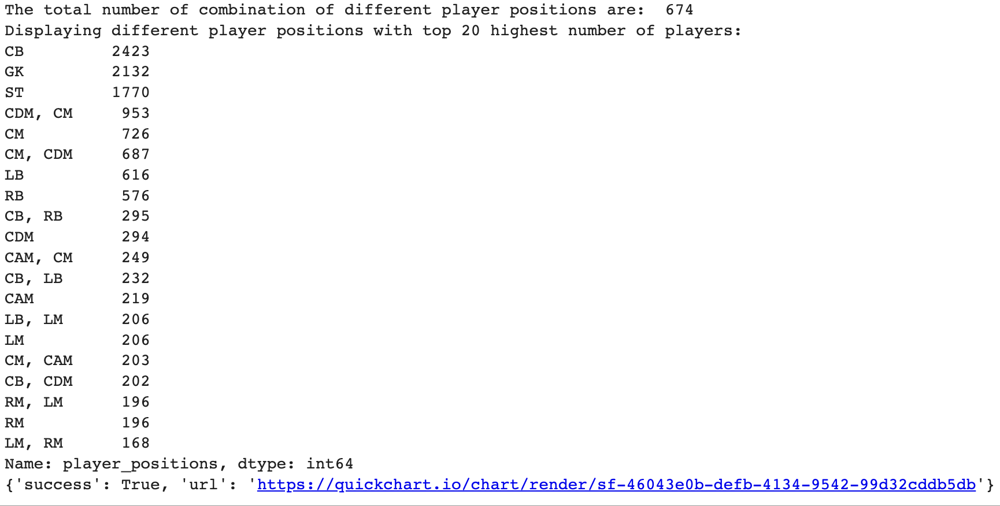 The total number of combination of different player positions are:  674
Displaying different player positions with top 20 highest number of players:
CB         2423
GK         2132
ST         1770
CDM, CM     953
CM          726
CM, CDM     687
LB          616
RB          576
CB, RB      295
CDM         294
CAM, CM     249
CB, LB      232
CAM         219
LB, LM      206
LM          206
CM, CAM     203
CB, CDM     202
RM, LM      196
RM          196
LM, RM      168
Name: player_positions, dtype: int64
{'success': True, 'url': 'https://quickchart.io/chart/render/sf-46043e0b-defb-4134-9542-99d32cddb5db'}